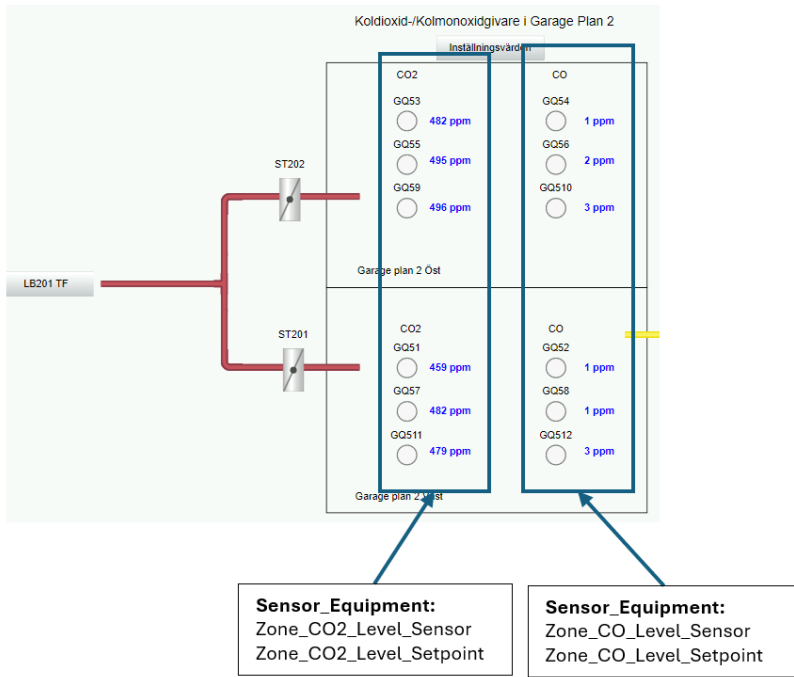 Koldioxid-/Kolmonoxidgivare i Garage Plan 2
Inställningsvärden
CO2 CO
GQ53 GQ54
482 ppm 1 ppm
GQ55 GQ56
495 ppm 2 ppm
ST202
GQ59 GQ510
496 ppm 3 ppm
Garage plan 2 Öst
LB201 TF
CO2 CO
ST201
GQ51 GQ52
459 ppm 1 ppm
GQ57 GQ58
482 ppm 1 ppm
GQ511 GQ512
479 ppm 3 ppm
Garage plan 2 Väst
Sensor_Equipment:
Zone_CO2_Level_Sensor
Zone_CO2_Level_Setpoint
Sensor_Equipment:
Zone_CO_Level_Sensor
Zone_CO_Level_Setpoint